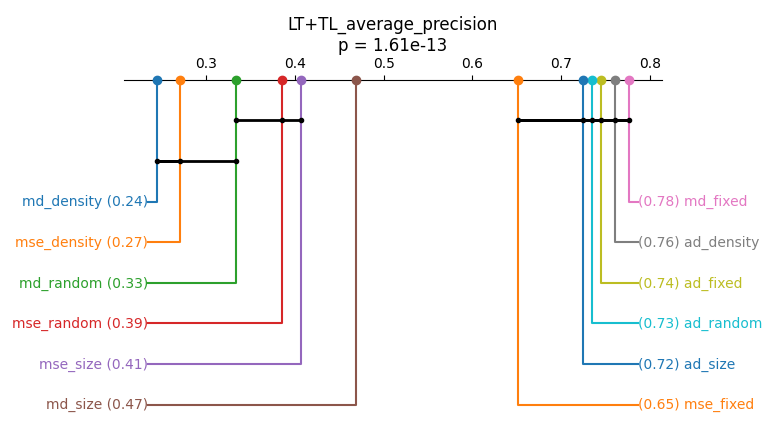 LT+TL_average_precision
p = 1.61e-13
0.3 0.4 0.5 0.6 0.7 0.8
md_density (0.24) (0.78) md_fixed
mse_density (0.27) (0.76) ad_density
md_random (0.33) (0.74) ad_fixed
mse_random (0.39) (0.73) ad_random
mse_size (0.41) (0.72) ad_size
md_size (0.47) (0.65) mse_fixed